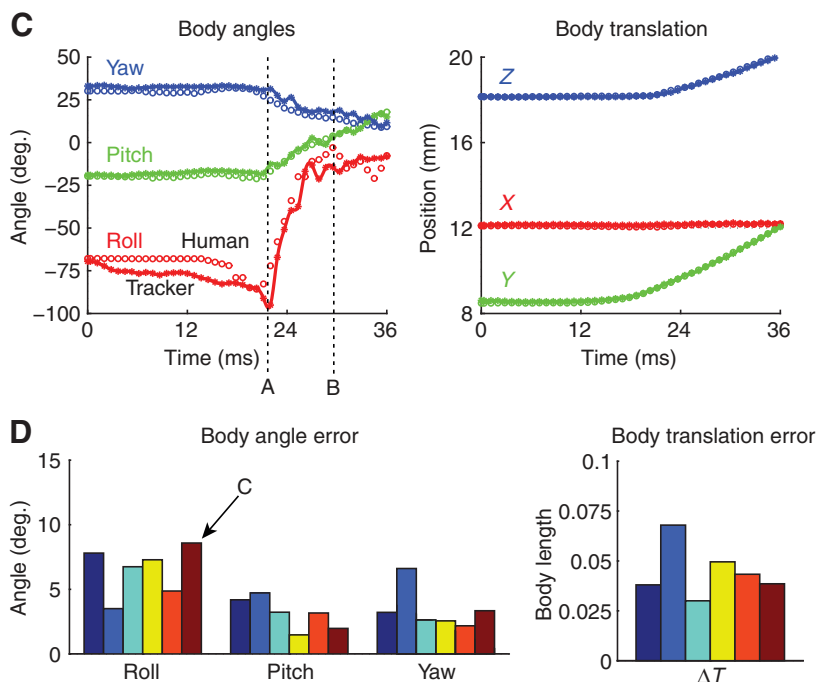 C
Body angles
Body translation
50
25
0
−25
−50
−75
−100
Angle (deg.)
Yaw
Pitch
Roll
Human
Tracker
0
12
24
36
Time (ms)
A
B
20
16
12
8
Position (mm)
Z
X
Y
0
12
24
36
Time (ms)
D
Body angle error
Body translation error
15
10
5
0
Angle (deg.)
C
Roll
Pitch
Yaw
0.1
0.075
0.05
0.025
0
Body length
ΔT